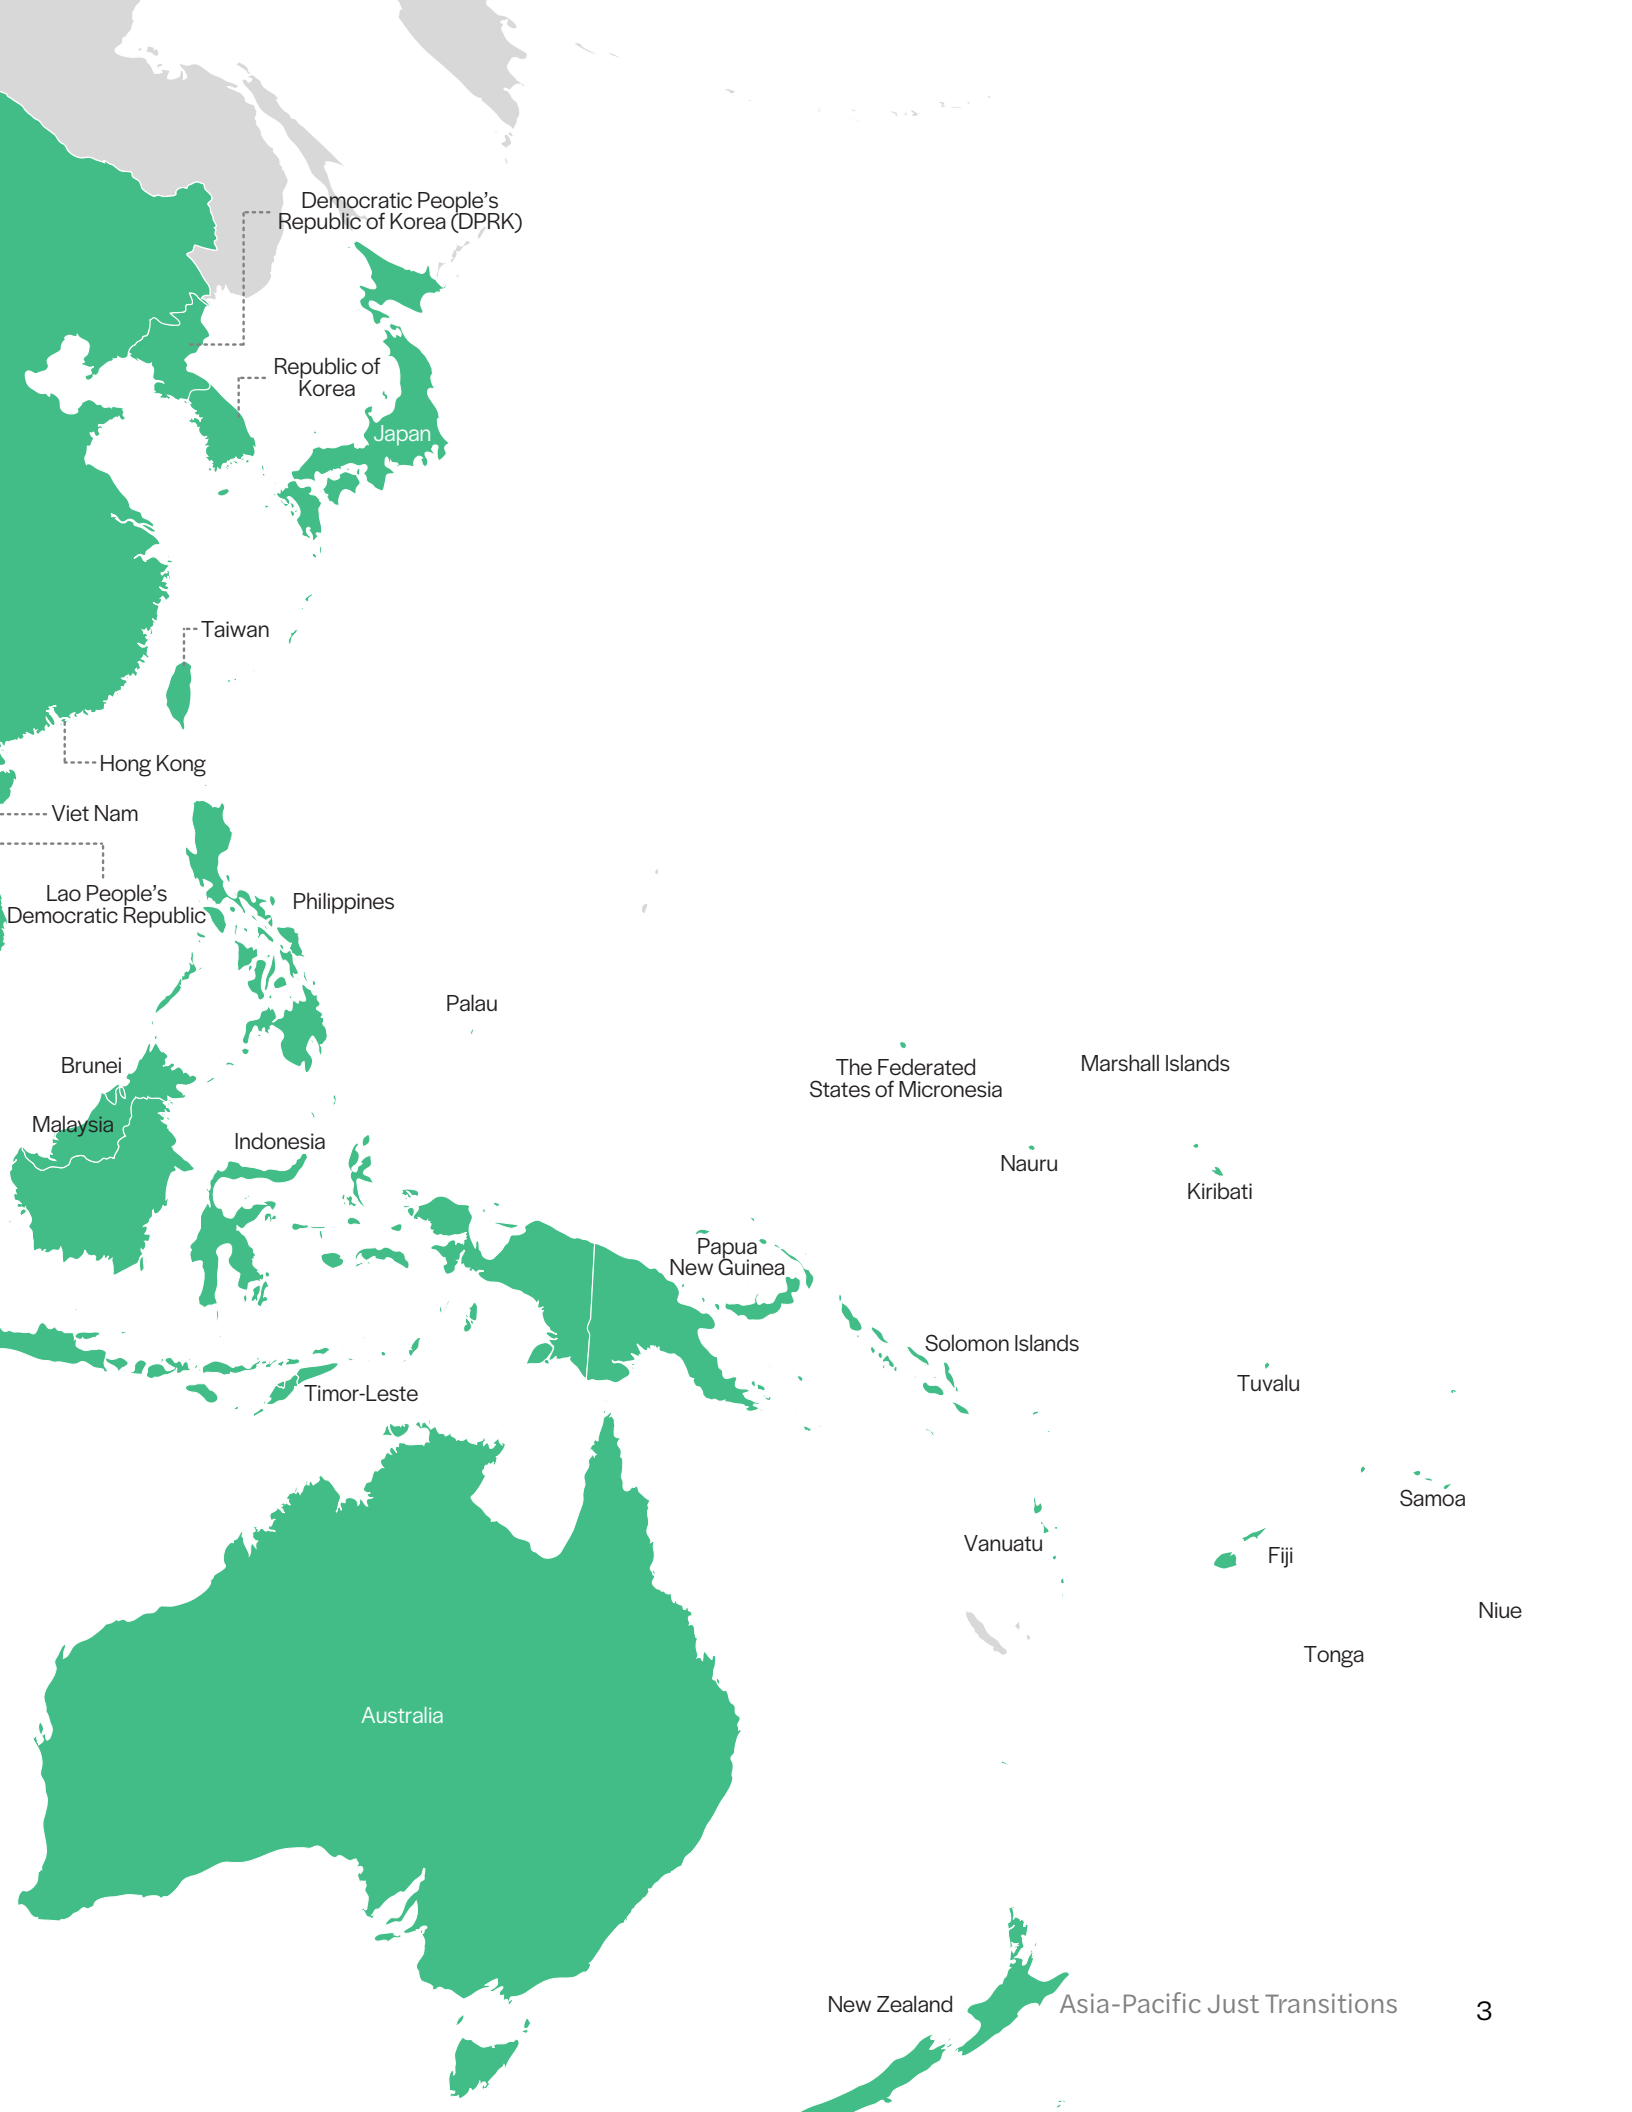 Democratic People’s
Republic of Korea (DPRK)
Republic of
Korea
Japan
Taiwan
Hong Kong
Viet Nam
Lao People’s
Democratic Republic
Philippines
Palau
Brunei
The Federated
States of Micronesia
Marshall Islands
Malaysia
Indonesia
Nauru
Kiribati
Papua
New Guinea
Solomon Islands
Timor-Leste
Tuvalu
Samoa
Vanuatu
Fiji
Niue
Tonga
Australia
New Zealand
Asia-Pacific Just Transitions
3